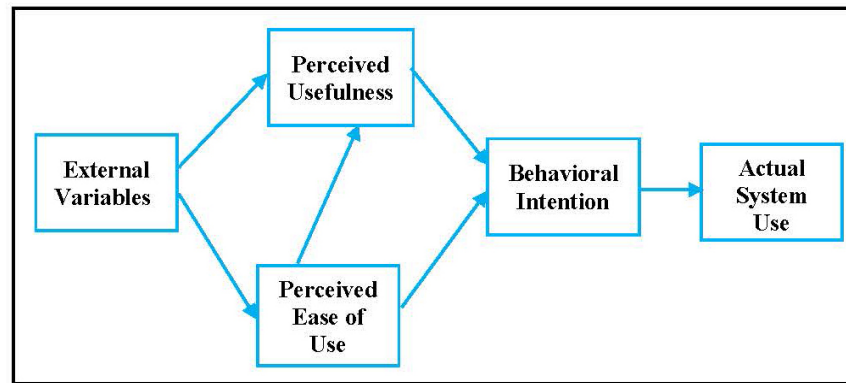 Perceived
Usefulness
External
Variables
Behavioral
Intention
Actual
System
Use
Perceived
Ease of
Use